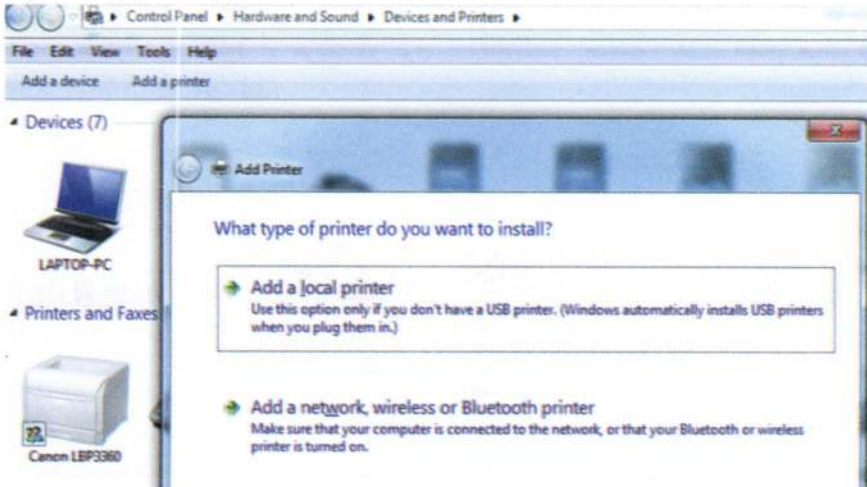 Control Panel ▸ Hardware and Sound ▸ Devices and Printers ▸
File Edit View Tools Help
Add a device Add a printer
Devices (7)
Add Printer
What type of printer do you want to install?
LAPTOP-PC
Add a local printer
Use this option only if you don't have a USB printer. (Windows automatically installs USB printers
when you plug them in.)
Printers and Faxes
Add a network, wireless or Bluetooth printer
Make sure that your computer is connected to the network, or that your Bluetooth or wireless
printer is turned on.
Canon LBP3360